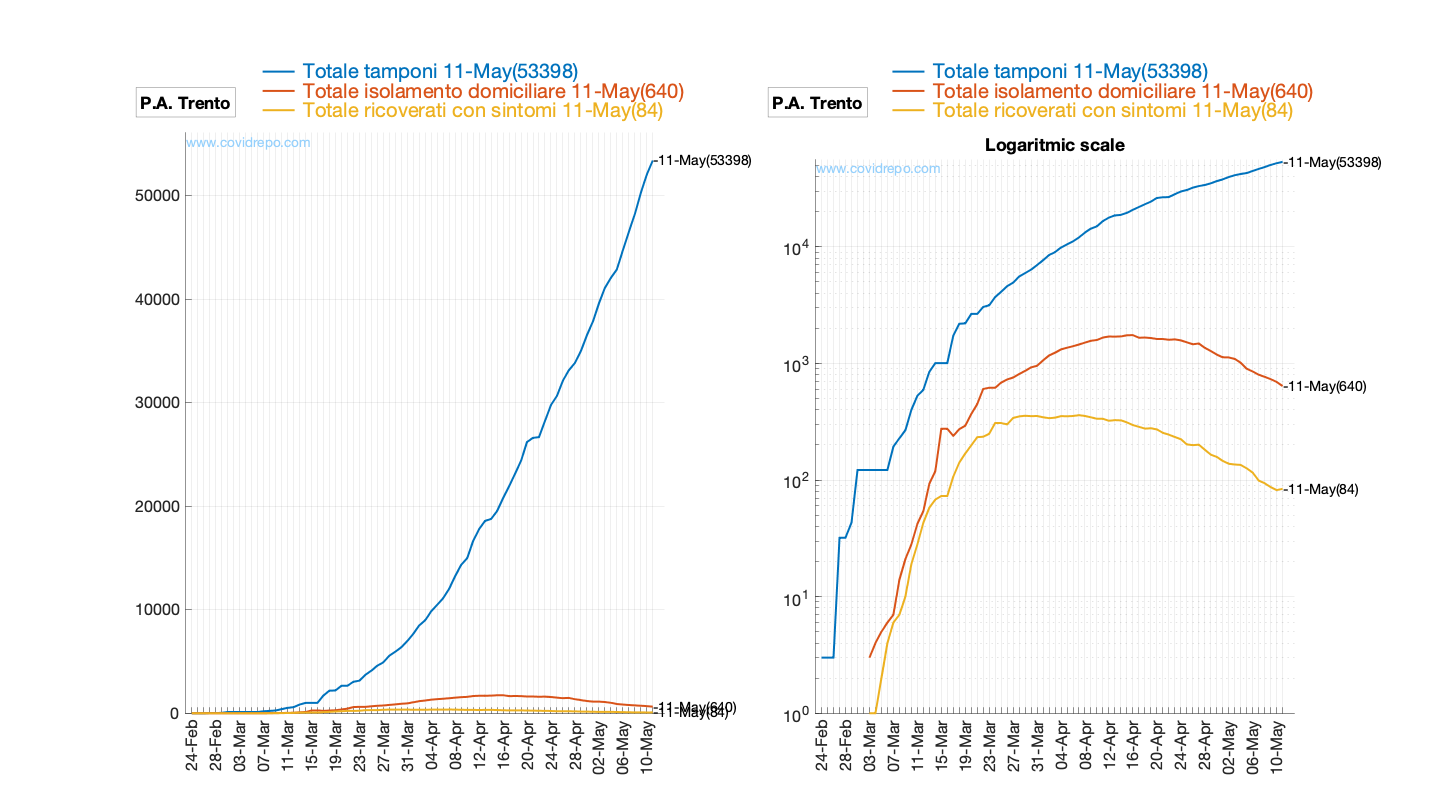 Totale tamponi 11-May(53398)
Totale isolamento domiciliare 11-May(640)
Totale ricoverati con sintomi 11-May(84)
P.A. Trento
www.covidrepo.com
-11-May(53398)
50000
40000
30000
20000
10000
0
-11-May(640)
-11-May(84)
24-Feb
28-Feb
03-Mar
07-Mar
11-Mar
15-Mar
19-Mar
23-Mar
27-Mar
31-Mar
04-Apr
08-Apr
12-Apr
16-Apr
20-Apr
24-Apr
28-Apr
02-May
06-May
10-May
Totale tamponi 11-May(53398)
Totale isolamento domiciliare 11-May(640)
Totale ricoverati con sintomi 11-May(84)
P.A. Trento
Logaritmic scale
www.covidrepo.com
-11-May(53398)
10^4
10^3
-11-May(640)
10^2
-11-May(84)
10^1
10^0
24-Feb
28-Feb
03-Mar
07-Mar
11-Mar
15-Mar
19-Mar
23-Mar
27-Mar
31-Mar
04-Apr
08-Apr
12-Apr
16-Apr
20-Apr
24-Apr
28-Apr
02-May
06-May
10-May